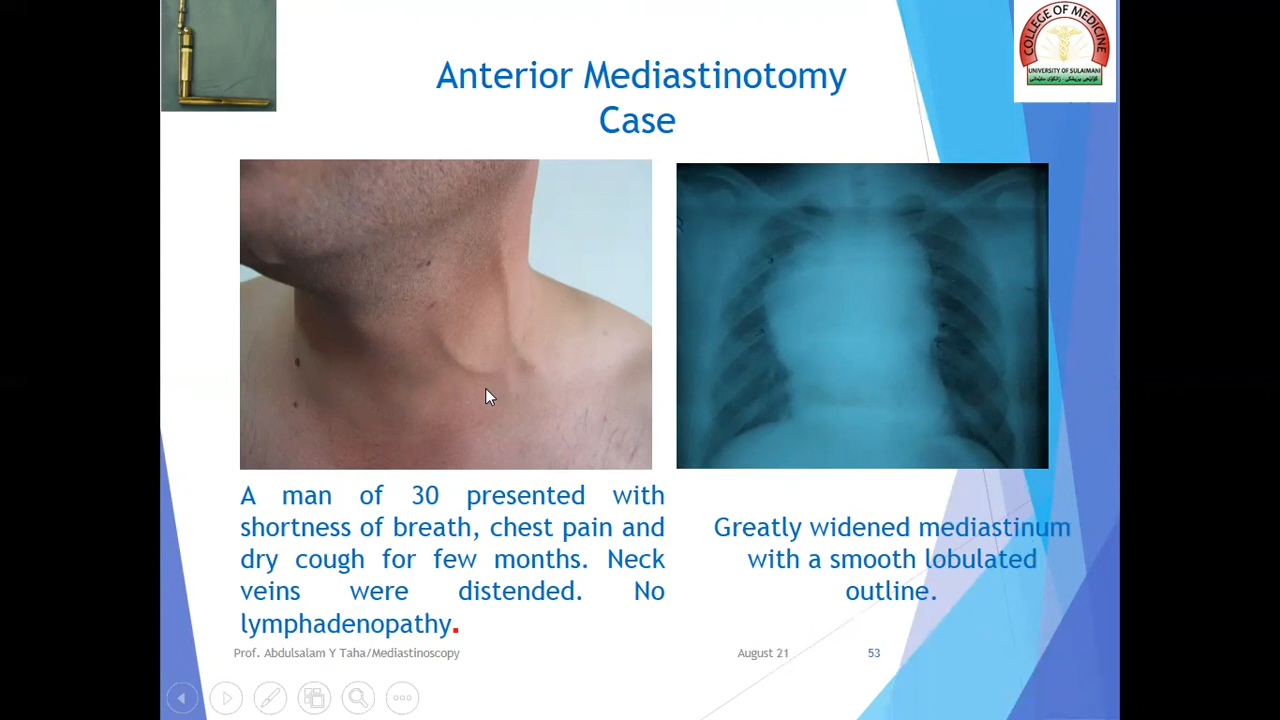 COLLEGE OF MEDICINE
UNIVERSITY OF SULAIMANI
Anterior Mediastinotomy
Case
A man of 30 presented with
shortness of breath, chest pain and
dry cough for few months. Neck
veins were distended. No
lymphadenopathy.
Greatly widened mediastinum
with a smooth lobulated
outline.
Prof. Abdulsalam Y Taha/Mediastinoscopy
August 21
53